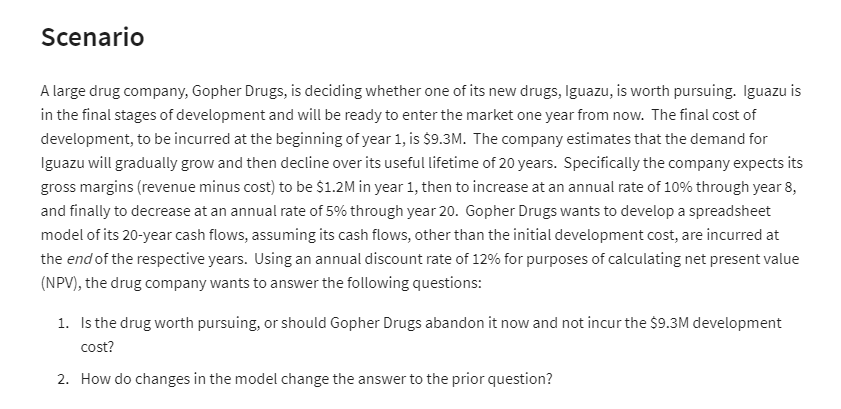 Scenario
A large drug company, Gopher Drugs, is deciding whether one of its new drugs, Iguazu, is worth pursuing. Iguazu is
in the final stages of development and will be ready to enter the market one year from now. The final cost of
development, to be incurred at the beginning of year 1, is $9.3M. The company estimates that the demand for
Iguazu will gradually grow and then decline over its useful lifetime of 20 years. Specifically the company expects its
gross margins (revenue minus cost) to be $1.2M in year 1, then to increase at an annual rate of 10% through year 8,
and finally to decrease at an annual rate of 5% through year 20. Gopher Drugs wants to develop a spreadsheet
model of its 20-year cash flows, assuming its cash flows, other than the initial development cost, are incurred at
the end of the respective years. Using an annual discount rate of 12% for purposes of calculating net present value
(NPV), the drug company wants to answer the following questions:
1. Is the drug worth pursuing, or should Gopher Drugs abandon it now and not incur the $9.3M development
cost?
2. How do changes in the model change the answer to the prior question?